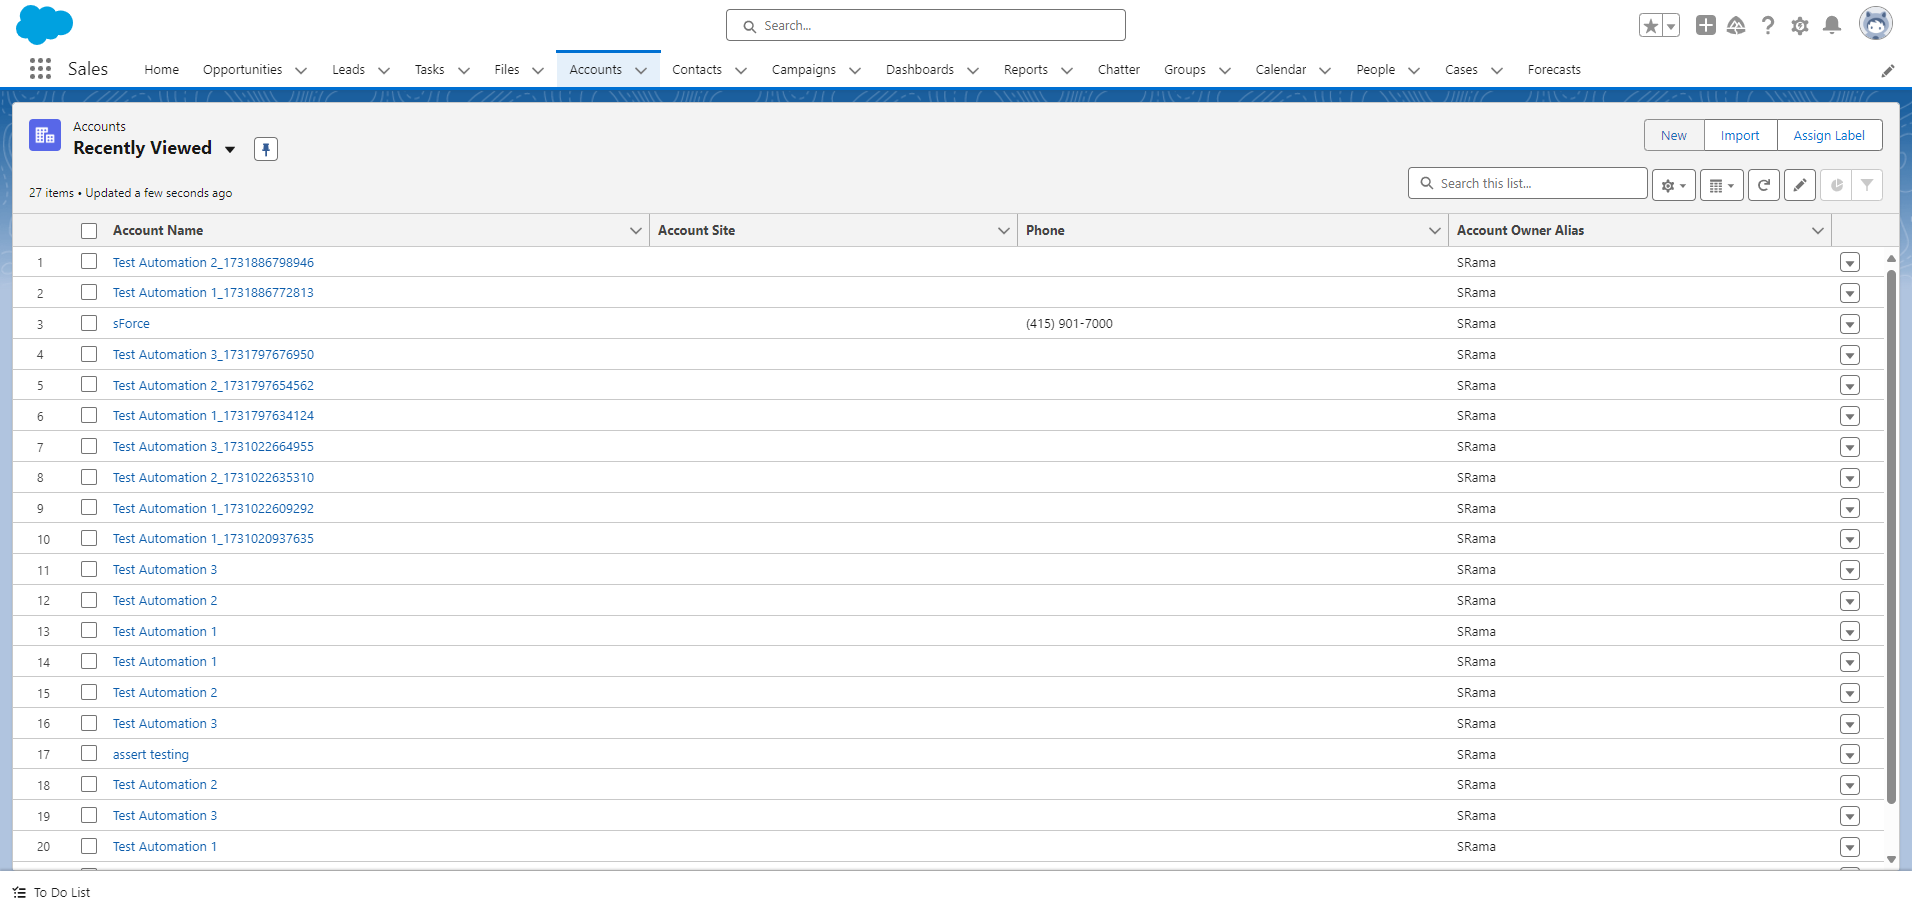 Search...
Sales Home Opportunities Leads Tasks Files Accounts Contacts Campaigns Dashboards Reports Chatter Groups Calendar People Cases Forecasts
Accounts
Recently Viewed
New Import Assign Label
27 items • Updated a few seconds ago
Search this list...
Account Name Account Site Phone Account Owner Alias
1 Test Automation 2_1731886798946 SRama
2 Test Automation 1_1731886772813 SRama
3 sForce (415) 901-7000 SRama
4 Test Automation 3_1731797676950 SRama
5 Test Automation 2_1731797654562 SRama
6 Test Automation 1_1731797634124 SRama
7 Test Automation 3_1731022664955 SRama
8 Test Automation 2_1731022635310 SRama
9 Test Automation 1_1731022609292 SRama
10 Test Automation 1_1731020937635 SRama
11 Test Automation 3 SRama
12 Test Automation 2 SRama
13 Test Automation 1 SRama
14 Test Automation 1 SRama
15 Test Automation 2 SRama
16 Test Automation 3 SRama
17 assert testing SRama
18 Test Automation 2 SRama
19 Test Automation 3 SRama
20 Test Automation 1 SRama
To Do List